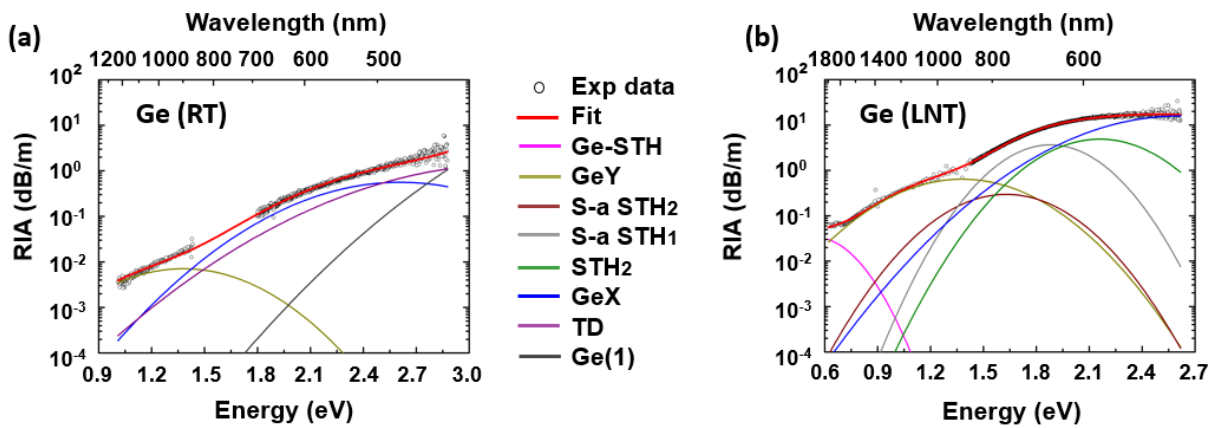 (a)
Wavelength (nm)
1200 1000 800 700 600 500
10² 10¹ 10⁰ 10⁻¹ 10⁻² 10⁻³ 10⁻⁴
RIA (dB/m)
Ge (RT)
0.9 1.2 1.5 1.8 2.1 2.4 2.7 3.0
Energy (eV)
Exp data
Fit
Ge-STH
GeY
S-a STH₂
S-a STH₁
STH₂
GeX
TD
Ge(1)
(b)
Wavelength (nm)
1800 1400 1000 800 600
10² 10¹ 10⁰ 10⁻¹ 10⁻² 10⁻³ 10⁻⁴
RIA (dB/m)
Ge (LNT)
0.6 0.9 1.2 1.5 1.8 2.1 2.4 2.7
Energy (eV)